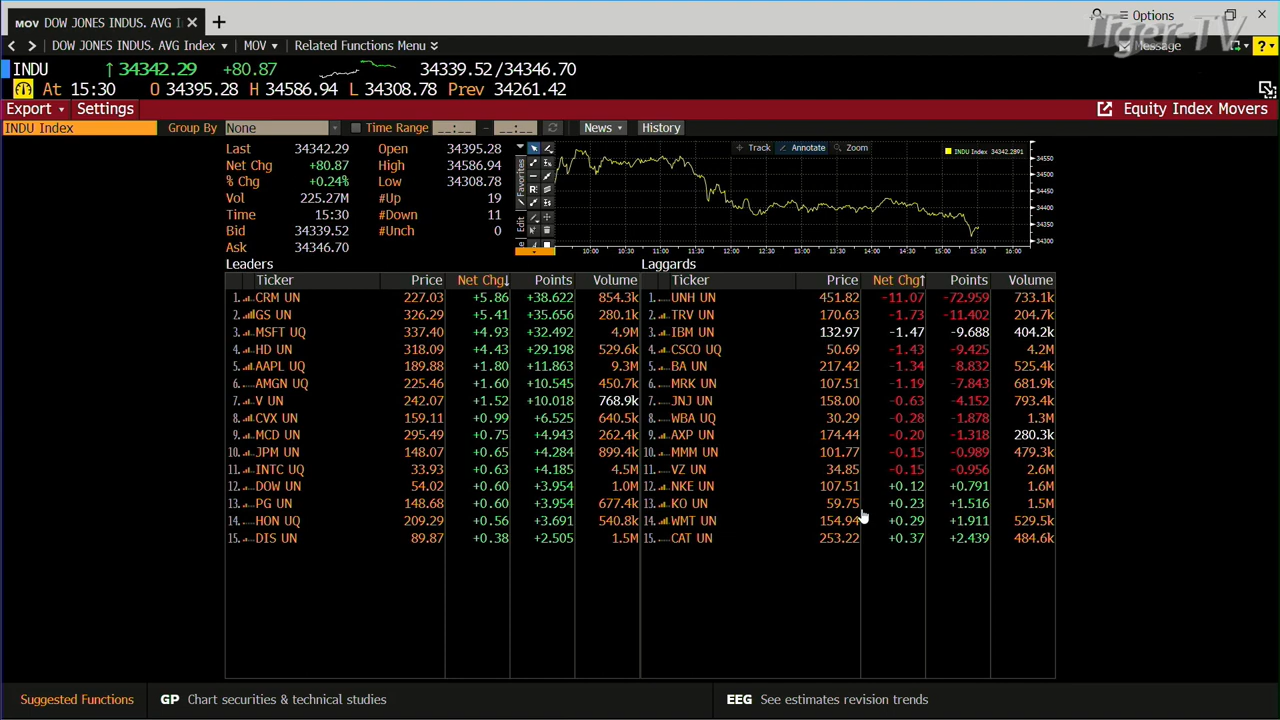 MOV DOW JONES INDUS. AVG I
Options
DOW JONES INDUS. AVG Index MOV Related Functions Menu
Message
Tiger-TV
INDU 34342.29 +80.87 34339.52/34346.70
At 15:30 O 34395.28 H 34586.94 L 34308.78 Prev 34261.42
Export Settings Equity Index Movers
INDU Index Group By None Time Range __:__ - __:__ News History
Last 34342.29 Open 34395.28
Net Chg +80.87 High 34586.94
% Chg +0.24% Low 34308.78
Vol 225.27M #Up 19
Time 15:30 #Down 11
Bid 34339.52 #Unch 0
Ask 34346.70
Favorites
Edit
Track Annotate Zoom
INDU Index 34342.2891
34550
34500
34450
34400
34350
34300
10:00 10:30 11:00 11:30 12:00 12:30 13:00 13:30 14:00 14:30 15:00 15:30 16:00
Leaders Laggards
Ticker Price Net Chg↓ Points Volume Ticker Price Net Chg↑ Points Volume
1. CRM UN 227.03 +5.86 +38.622 854.3k 1. UNH UN 451.82 -11.07 -72.959 733.1k
2. GS UN 326.29 +5.41 +35.656 280.1k 2. TRV UN 170.63 -1.73 -11.402 204.7k
3. MSFT UQ 337.40 +4.93 +32.492 4.9M 3. IBM UN 132.97 -1.47 -9.688 404.2k
4. HD UN 318.09 +4.43 +29.198 529.6k 4. CSCO UQ 50.69 -1.43 -9.425 4.2M
5. AAPL UQ 189.88 +1.80 +11.863 9.3M 5. BA UN 217.42 -1.34 -8.832 525.4k
6. AMGN UQ 225.46 +1.60 +10.545 450.7k 6. MRK UN 107.51 -1.19 -7.843 681.9k
7. V UN 242.07 +1.52 +10.018 768.9k 7. JNJ UN 158.00 -0.63 -4.152 793.4k
8. CVX UN 159.11 +0.99 +6.525 640.5k 8. WBA UQ 30.29 -0.28 -1.878 1.3M
9. MCD UN 295.49 +0.75 +4.943 262.4k 9. AXP UN 174.44 -0.20 -1.318 280.3k
10. JPM UN 148.07 +0.65 +4.284 899.4k 10. MMM UN 101.77 -0.15 -0.989 479.3k
11. INTC UQ 33.93 +0.63 +4.185 4.5M 11. VZ UN 34.85 -0.15 -0.956 2.6M
12. DOW UN 54.02 +0.60 +3.954 1.0M 12. NKE UN 107.51 +0.12 +0.791 1.6M
13. PG UN 148.68 +0.60 +3.954 677.4k 13. KO UN 59.75 +0.23 +1.516 1.5M
14. HON UQ 209.29 +0.56 +3.691 540.8k 14. WMT UN 154.94 +0.29 +1.911 529.5k
15. DIS UN 89.87 +0.38 +2.505 1.5M 15. CAT UN 253.22 +0.37 +2.439 484.6k
Suggested Functions GP Chart securities & technical studies EEG See estimates revision trends